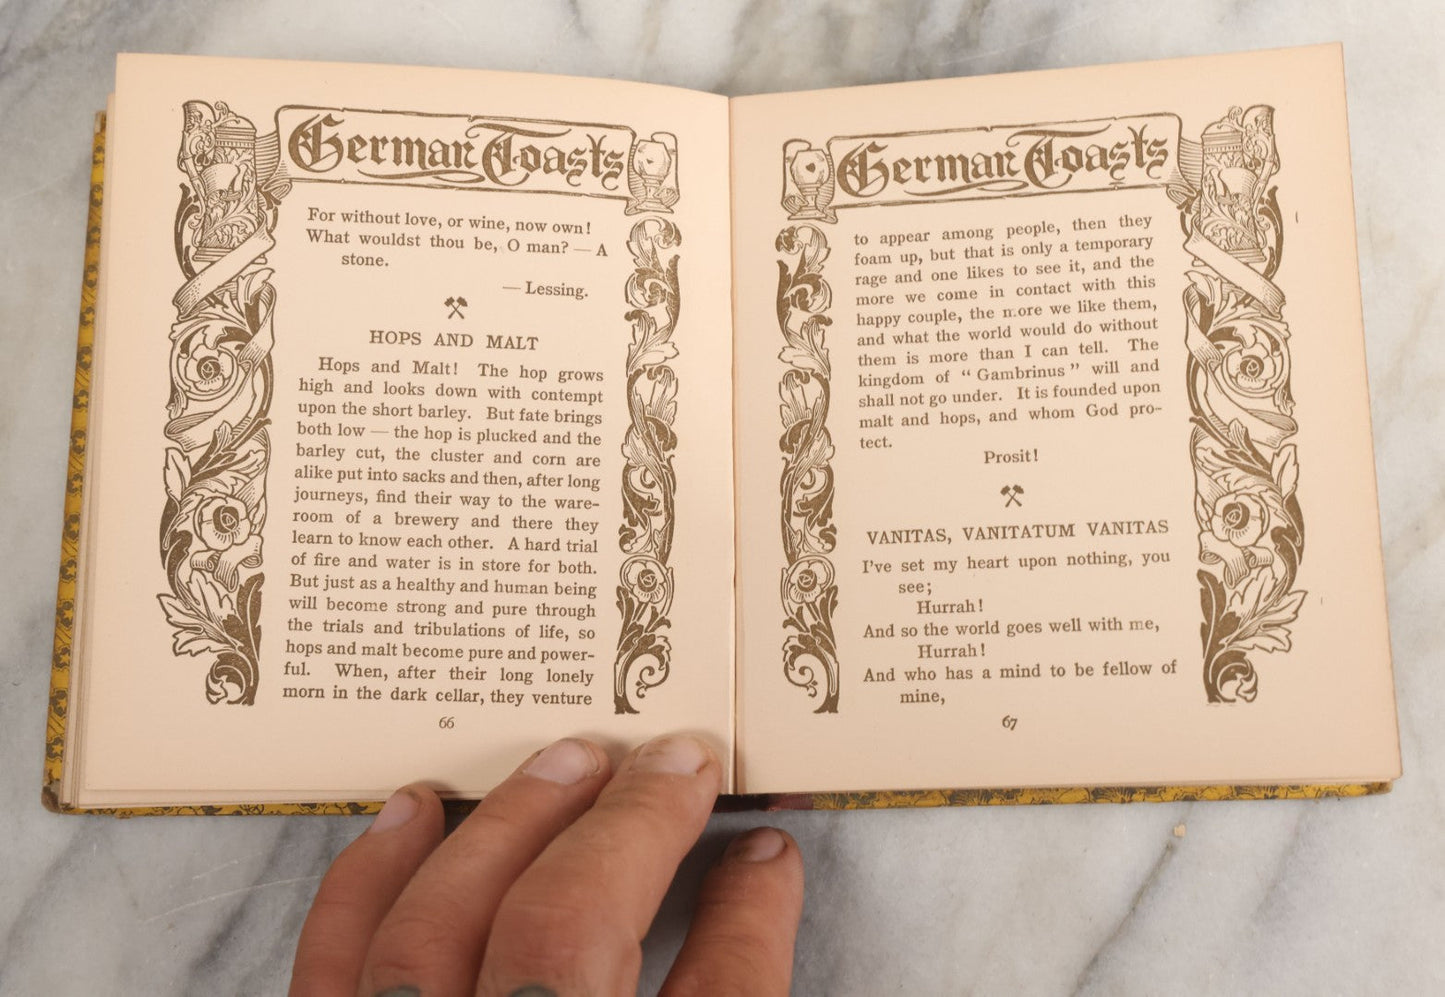 German Toasts
For without love, or wine, now own!
What wouldst thou be, O man? — A
stone.
— Lessing.
HOPS AND MALT
Hops and Malt! The hop grows
high and looks down with contempt
upon the short barley. But fate brings
both low — the hop is plucked and the
barley cut, the cluster and corn are
alike put into sacks and then, after long
journeys, find their way to the ware-
room of a brewery and there they
learn to know each other. A hard trial
of fire and water is in store for both.
But just as a healthy and human being
will become strong and pure through
the trials and tribulations of life, so
hops and malt become pure and power-
ful. When, after their long lonely
morn in the dark cellar, they venture
66
German Toasts
to appear among people, then they
foam up, but that is only a temporary
rage and one likes to see it, and the
more we come in contact with this
happy couple, the more we like them,
and what the world would do without
them is more than I can tell. The
kingdom of "Gambrinus" will and
shall not go under. It is founded upon
malt and hops, and whom God pro-
tect.
Prosit!
VANITAS, VANITATUM VANITAS
I've set my heart upon nothing, you
see;
Hurrah!
And so the world goes well with me,
Hurrah!
And who has a mind to be fellow of
mine,
67